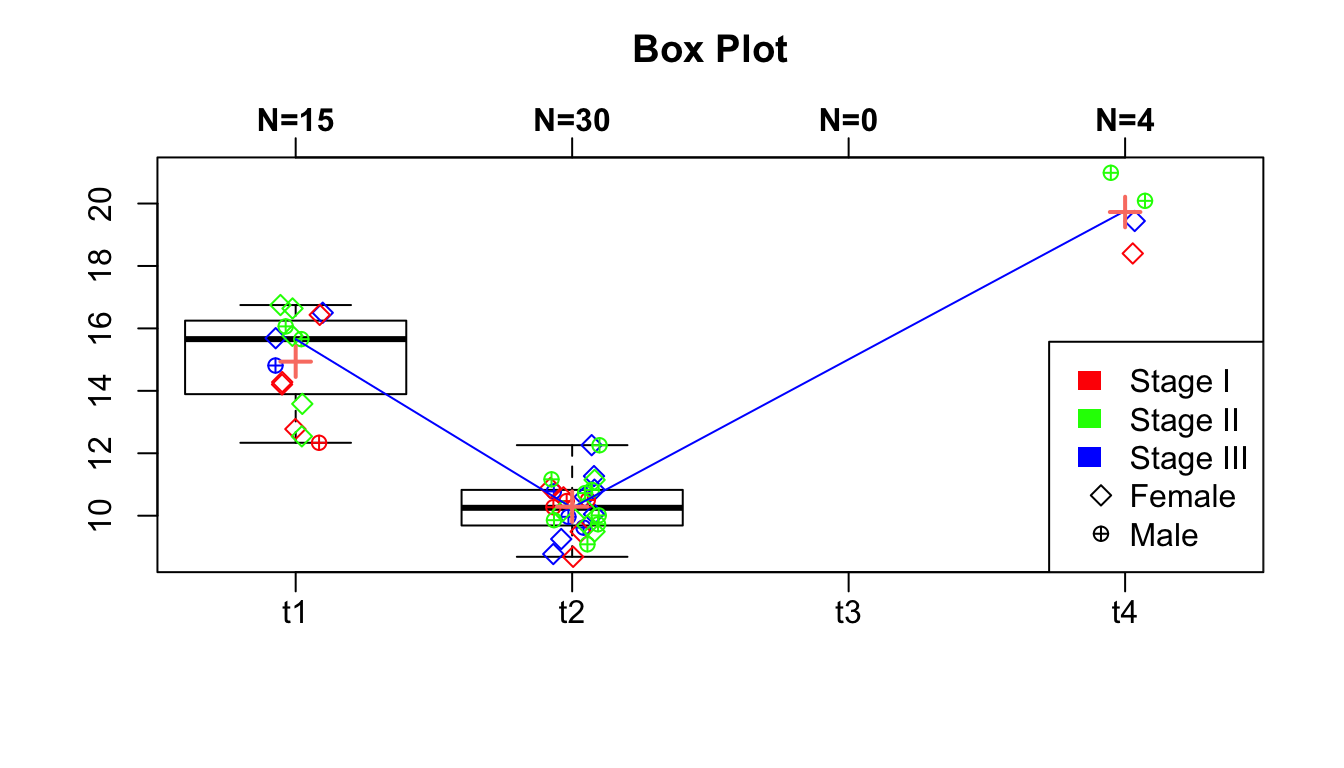 Box Plot
N=15 N=30 N=0 N=4
20
18
16
14
12
10
Stage I
Stage II
Stage III
Female
Male
t1 t2 t3 t4